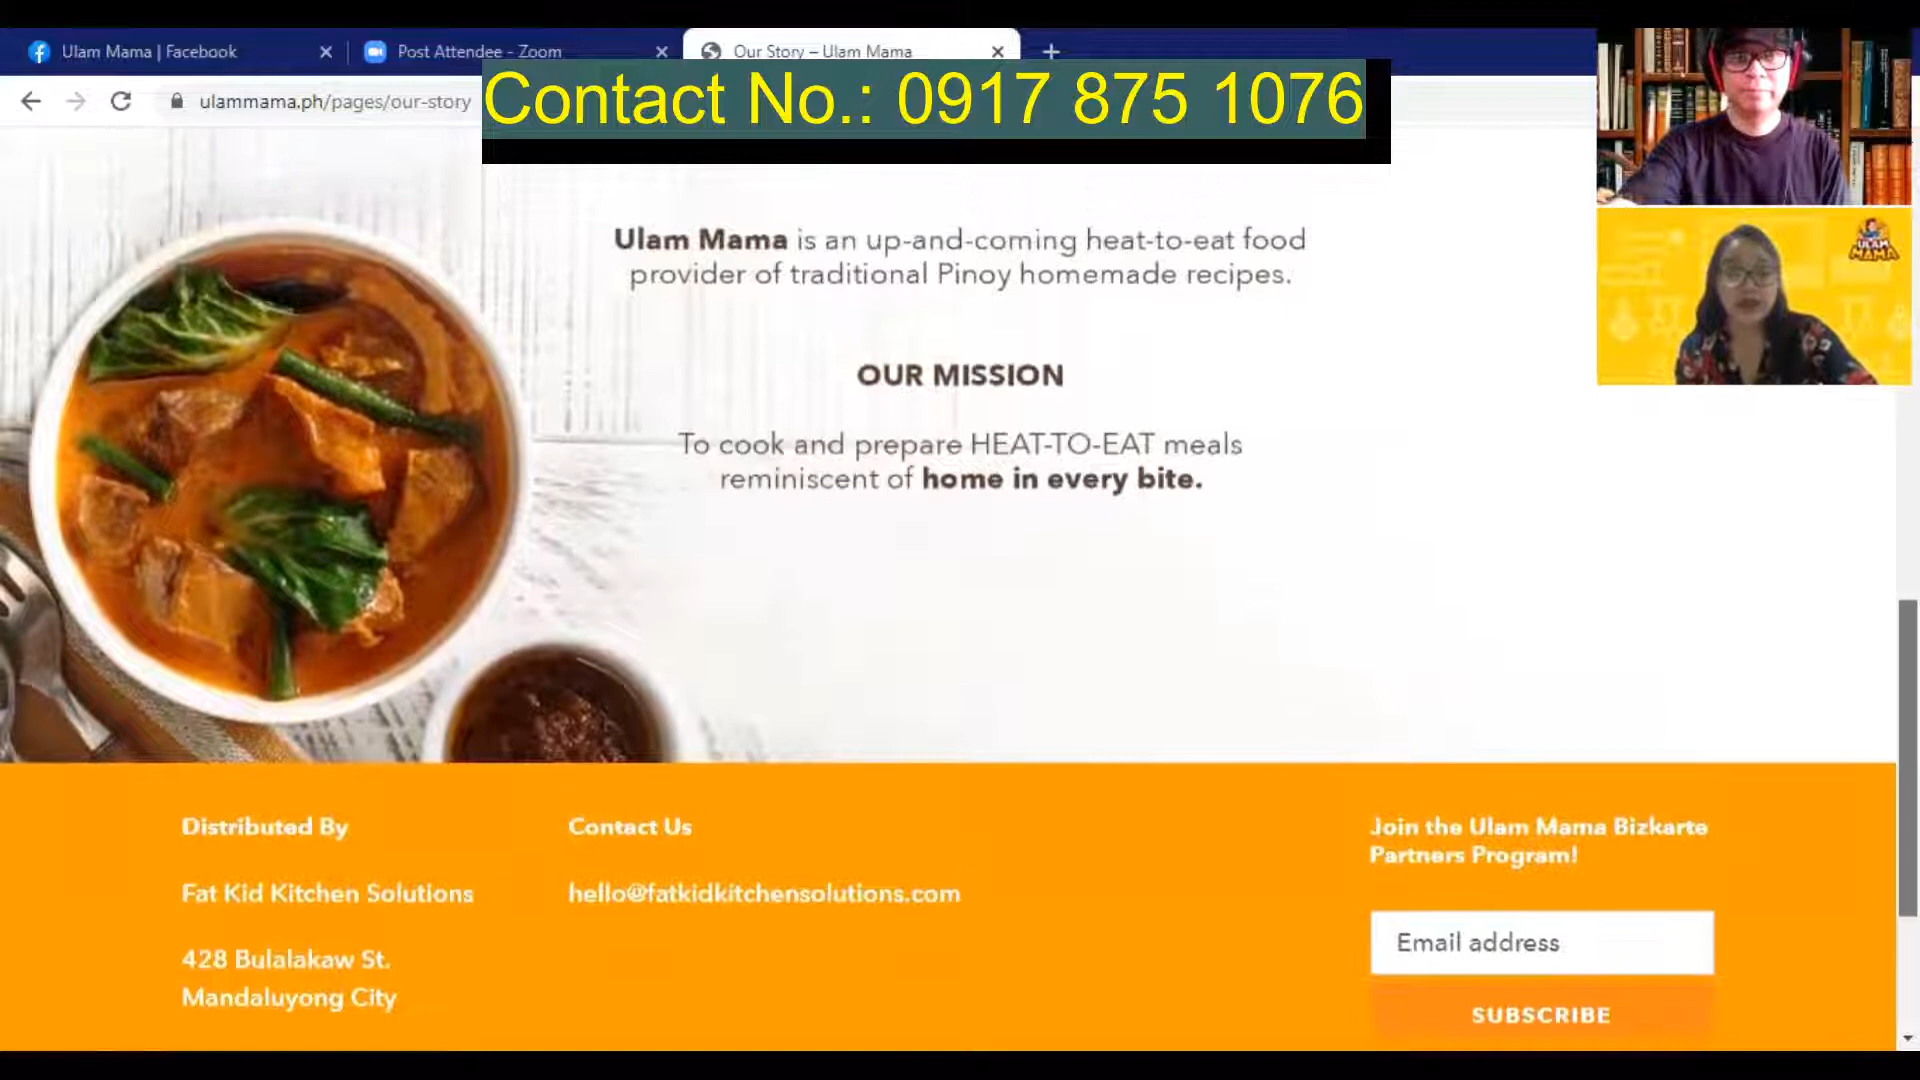 Ulam Mama | Facebook
Post Attendee - Zoom
Our Story – Ulam Mama
ulammama.ph/pages/our-story
Contact No.: 0917 875 1076
ULAM
MAMA
Ulam Mama is an up-and-coming heat-to-eat food
provider of traditional Pinoy homemade recipes.
OUR MISSION
To cook and prepare HEAT-TO-EAT meals
reminiscent of home in every bite.
Distributed By
Fat Kid Kitchen Solutions
428 Bulalakaw St.
Mandaluyong City
Contact Us
hello@fatkidkitchensolutions.com
Join the Ulam Mama Bizkarte
Partners Program!
Email address
SUBSCRIBE